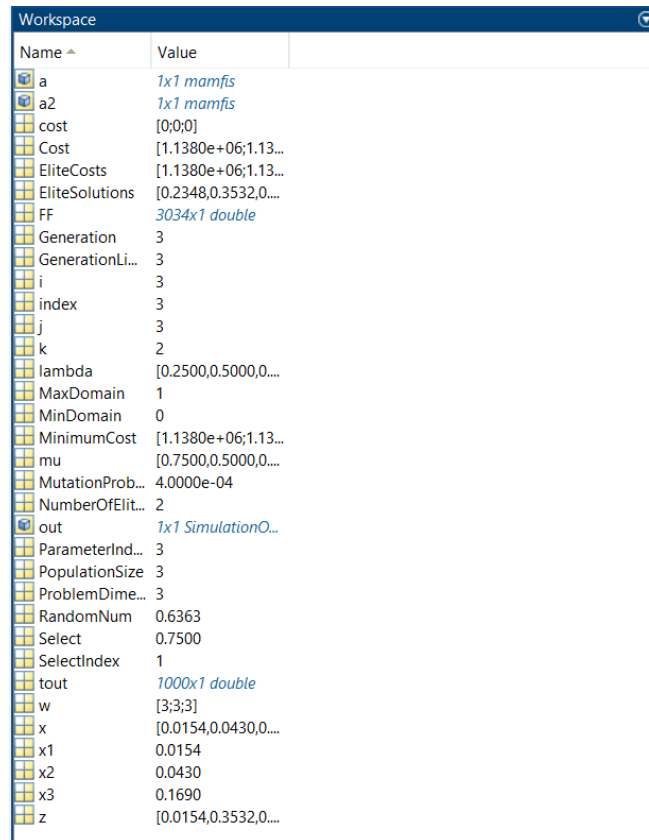 Workspace
Name Value
a 1x1 mamfis
a2 1x1 mamfis
cost [0;0;0]
Cost [1.1380e+06;1.13...
EliteCosts [1.1380e+06;1.13...
EliteSolutions [0.2348,0.3532,0....
FF 3034x1 double
Generation 3
GenerationLi... 3
i 3
index 3
j 3
k 2
lambda [0.2500,0.5000,0....
MaxDomain 1
MinDomain 0
MinimumCost [1.1380e+06;1.13...
mu [0.7500,0.5000,0....
MutationProb... 4.0000e-04
NumberOfElit... 2
out 1x1 SimulationO...
ParameterInd... 3
PopulationSize 3
ProblemDime... 3
RandomNum 0.6363
Select 0.7500
SelectIndex 1
tout 1000x1 double
w [3;3;3]
x [0.0154,0.0430,0....
x1 0.0154
x2 0.0430
x3 0.1690
z [0.0154,0.3532,0....